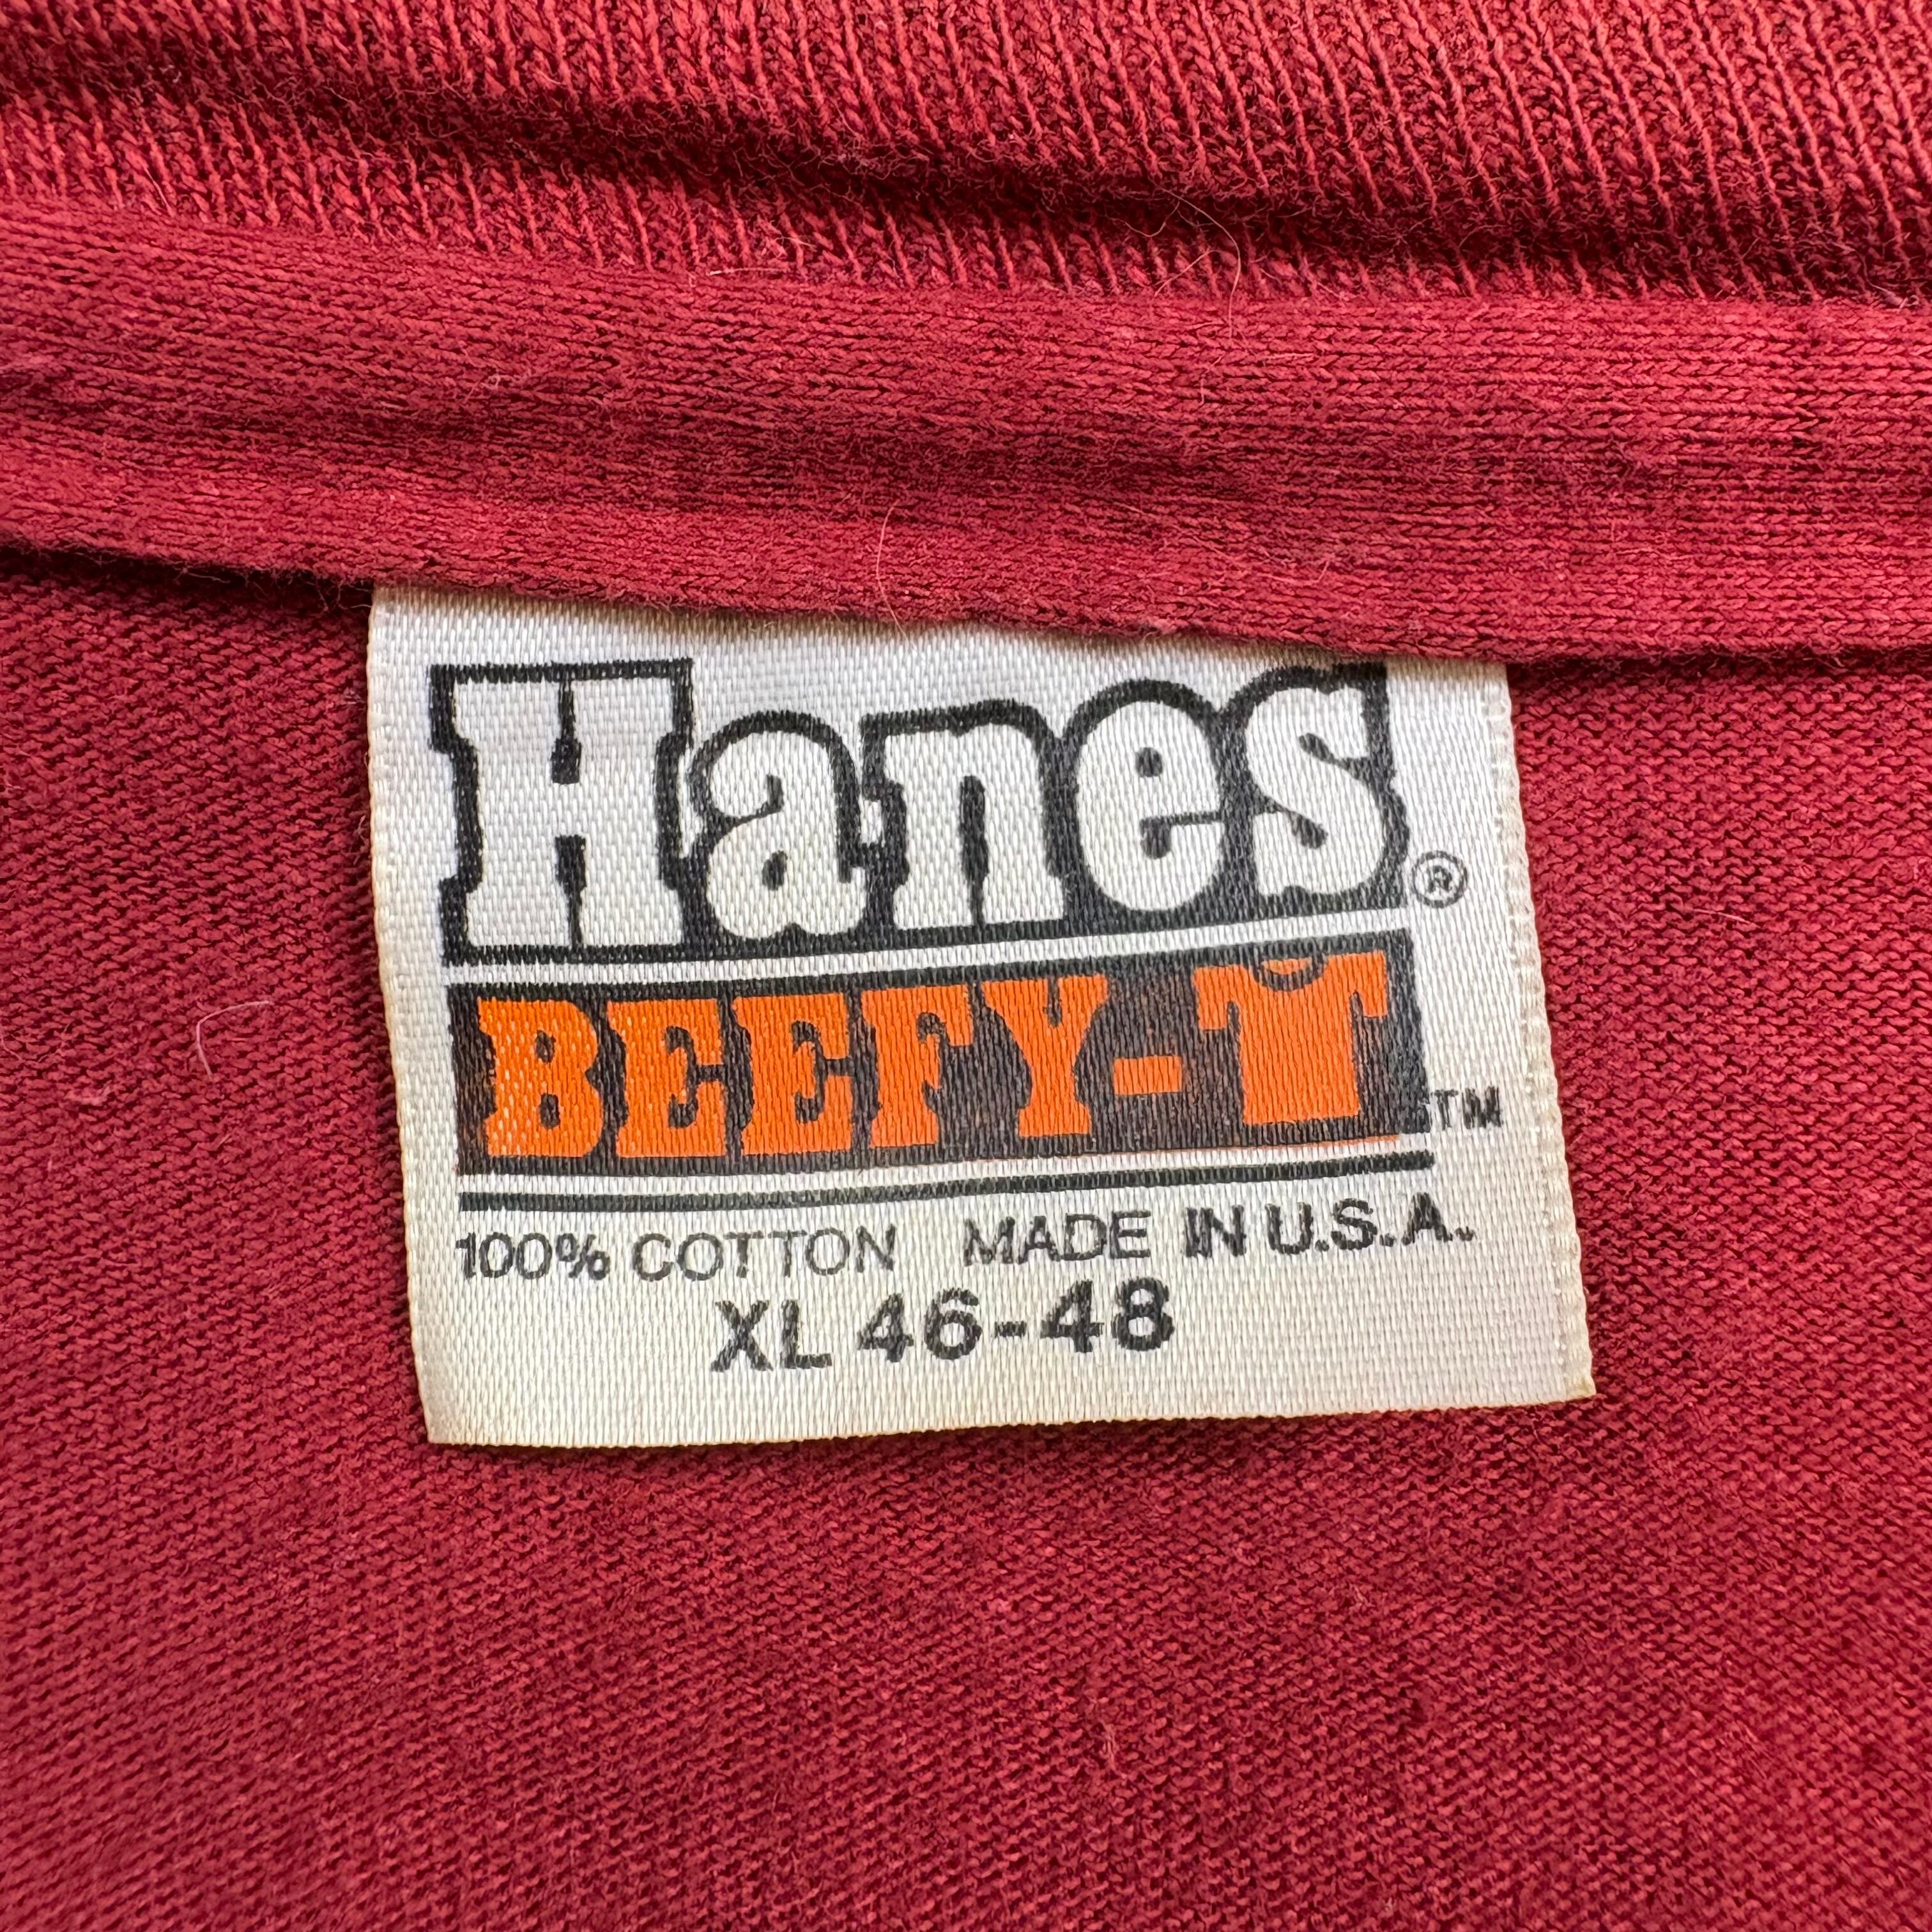 Hanes®
BEEFY-T™
100% COTTON MADE IN U.S.A.
XL 46-48